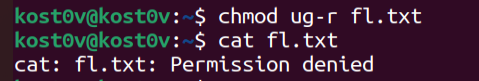 kost0v@kost0v:~$ chmod ug-r fl.txt
kost0v@kost0v:~$ cat fl.txt
cat: fl.txt: Permission denied